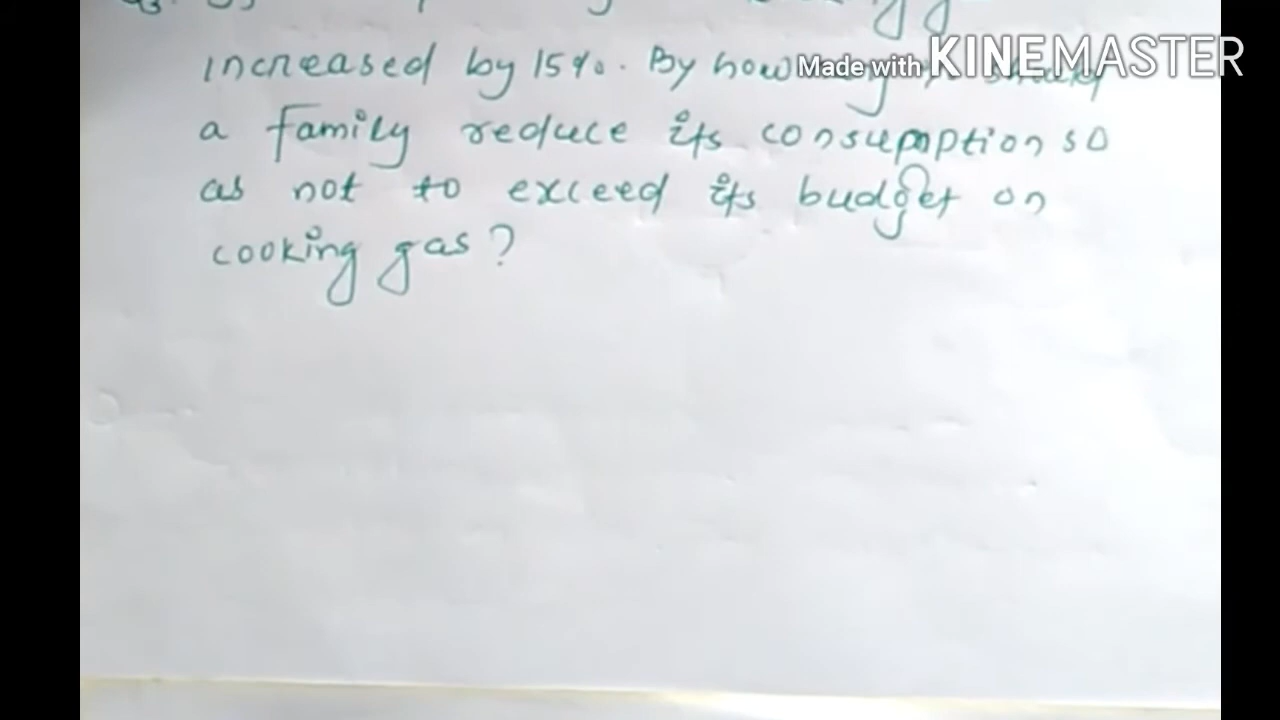 increased by 15%. By how
a family reduce its consumption so
as not to exceed its budget on
cooking gas?
Made with KINEMASTER